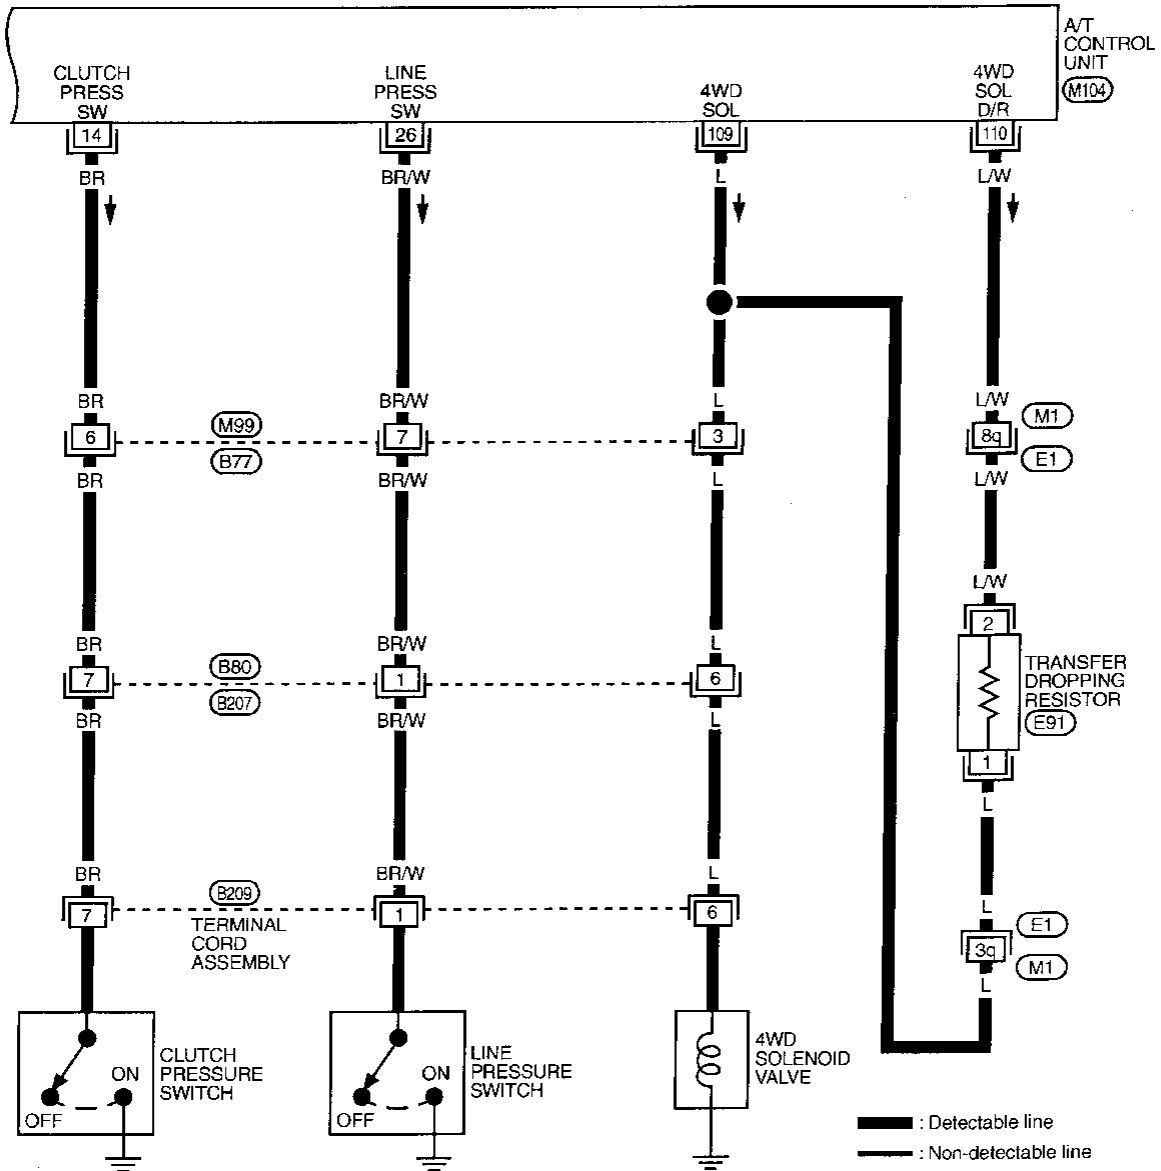 A/T
CONTROL
UNIT
M104
CLUTCH
PRESS
SW
LINE
PRESS
SW
4WD
SOL
4WD
SOL
D/R
14
26
109
110
BR
BR/W
L
L/W
BR
BR/W
L
L/W
6
M99
B77
7
3
8q
M1
E1
BR
BR/W
L
L/W
L/W
2
BR
BR/W
L
7
B80
B207
1
6
TRANSFER
DROPPING
RESISTOR
E91
BR
BR/W
L
1
L
BR
BR/W
L
7
B209
1
6
TERMINAL
CORD
ASSEMBLY
L
E1
3q
M1
L
CLUTCH
PRESSURE
SWITCH
ON
OFF
LINE
PRESSURE
SWITCH
ON
OFF
4WD
SOLENOID
VALVE
: Detectable line
: Non-detectable line